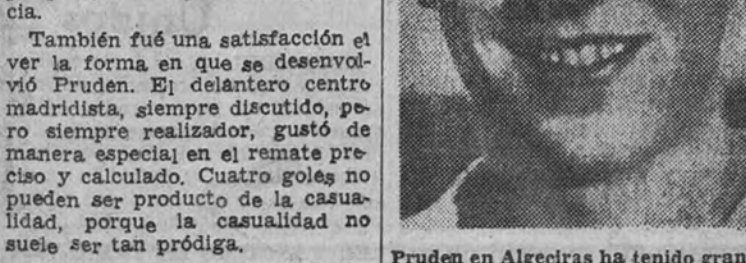 cia.
También fué una satisfacción el
ver la forma en que se desenvol-
vió Pruden. El delantero centro
madridista, siempre discutido, pe-
ro siempre realizador, gustó de
manera especial en el remate pre-
ciso y calculado. Cuatro goles no
pueden ser producto de la casua-
lidad, porque la casualidad no
suele ser tan pródiga.
Pruden en Algeciras ha tenido gran